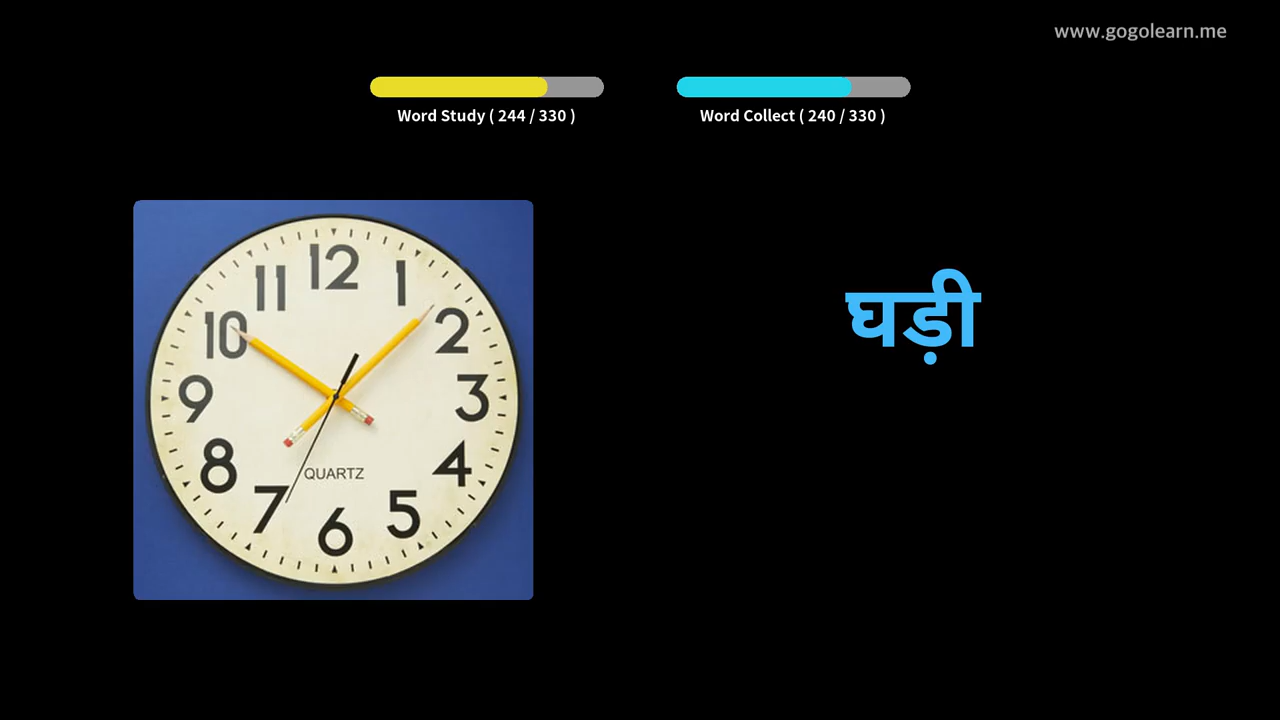 www.gogolearn.me
Word Study ( 244 / 330 )
Word Collect ( 240 / 330 )
12
11
1
10
2
9
3
8
4
QUARTZ
7
5
6
घड़ी